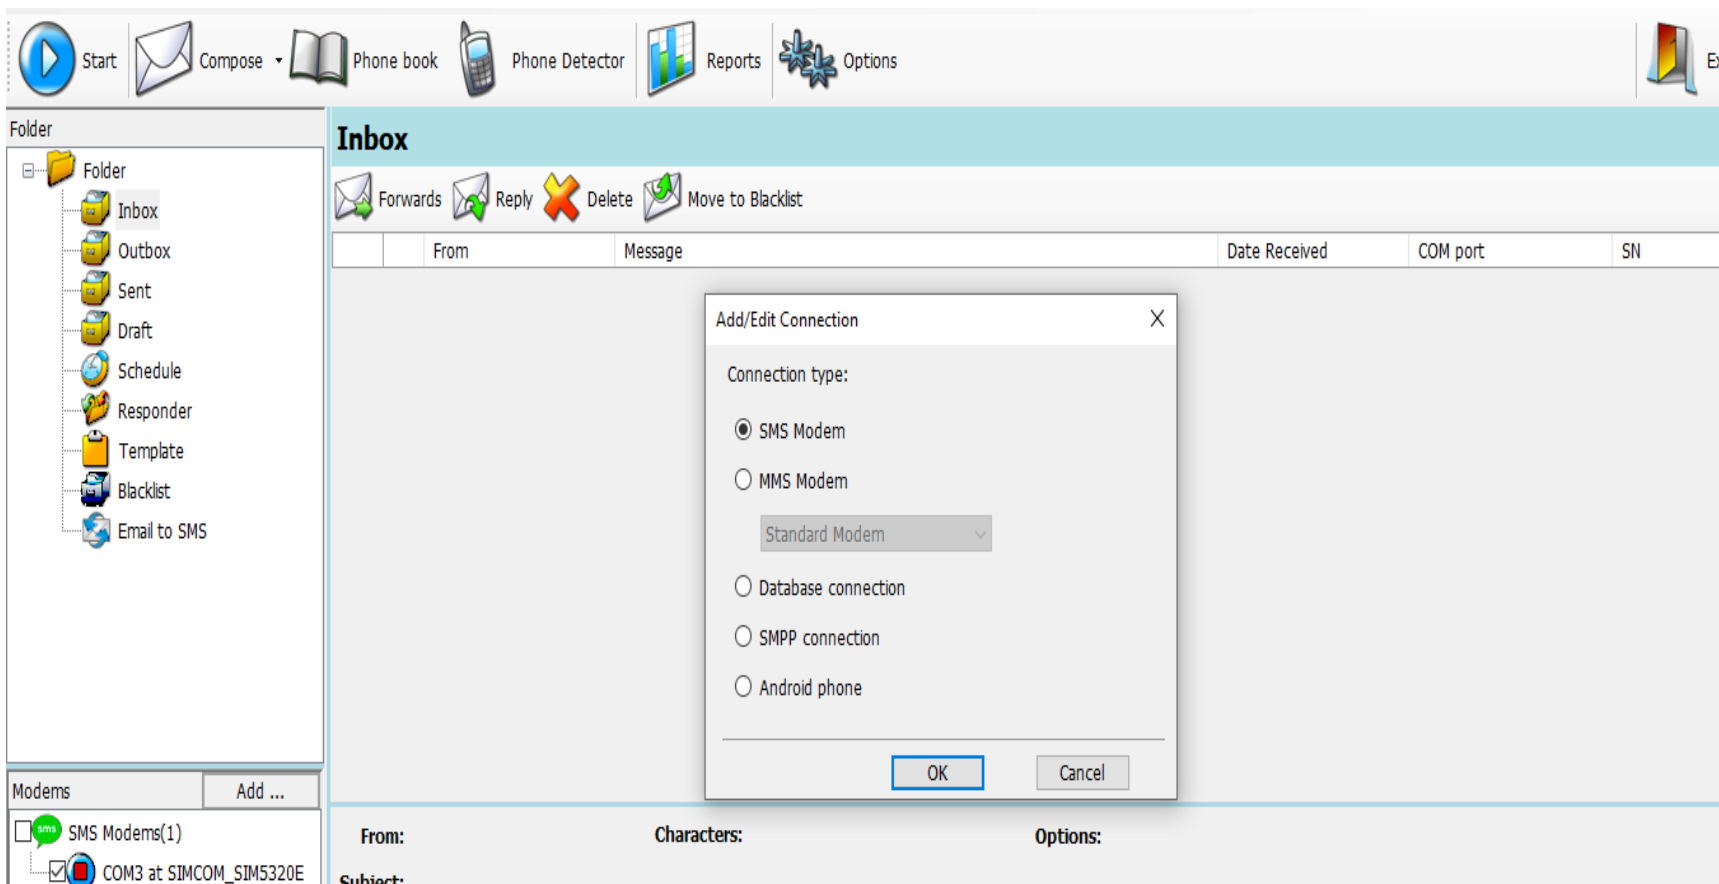 Start Compose Phone book Phone Detector Reports Options
Folder
Folder
Inbox
Outbox
Sent
Draft
Schedule
Responder
Template
Blacklist
Email to SMS
Modems Add ...
sms SMS Modems(1)
COM3 at SIMCOM_SIM5320E
Inbox
Forwards Reply Delete Move to Blacklist
From Message Date Received COM port SN
Add/Edit Connection X
Connection type:
SMS Modem
MMS Modem
Standard Modem
Database connection
SMPP connection
Android phone
OK Cancel
From: Characters: Options:
Subject: